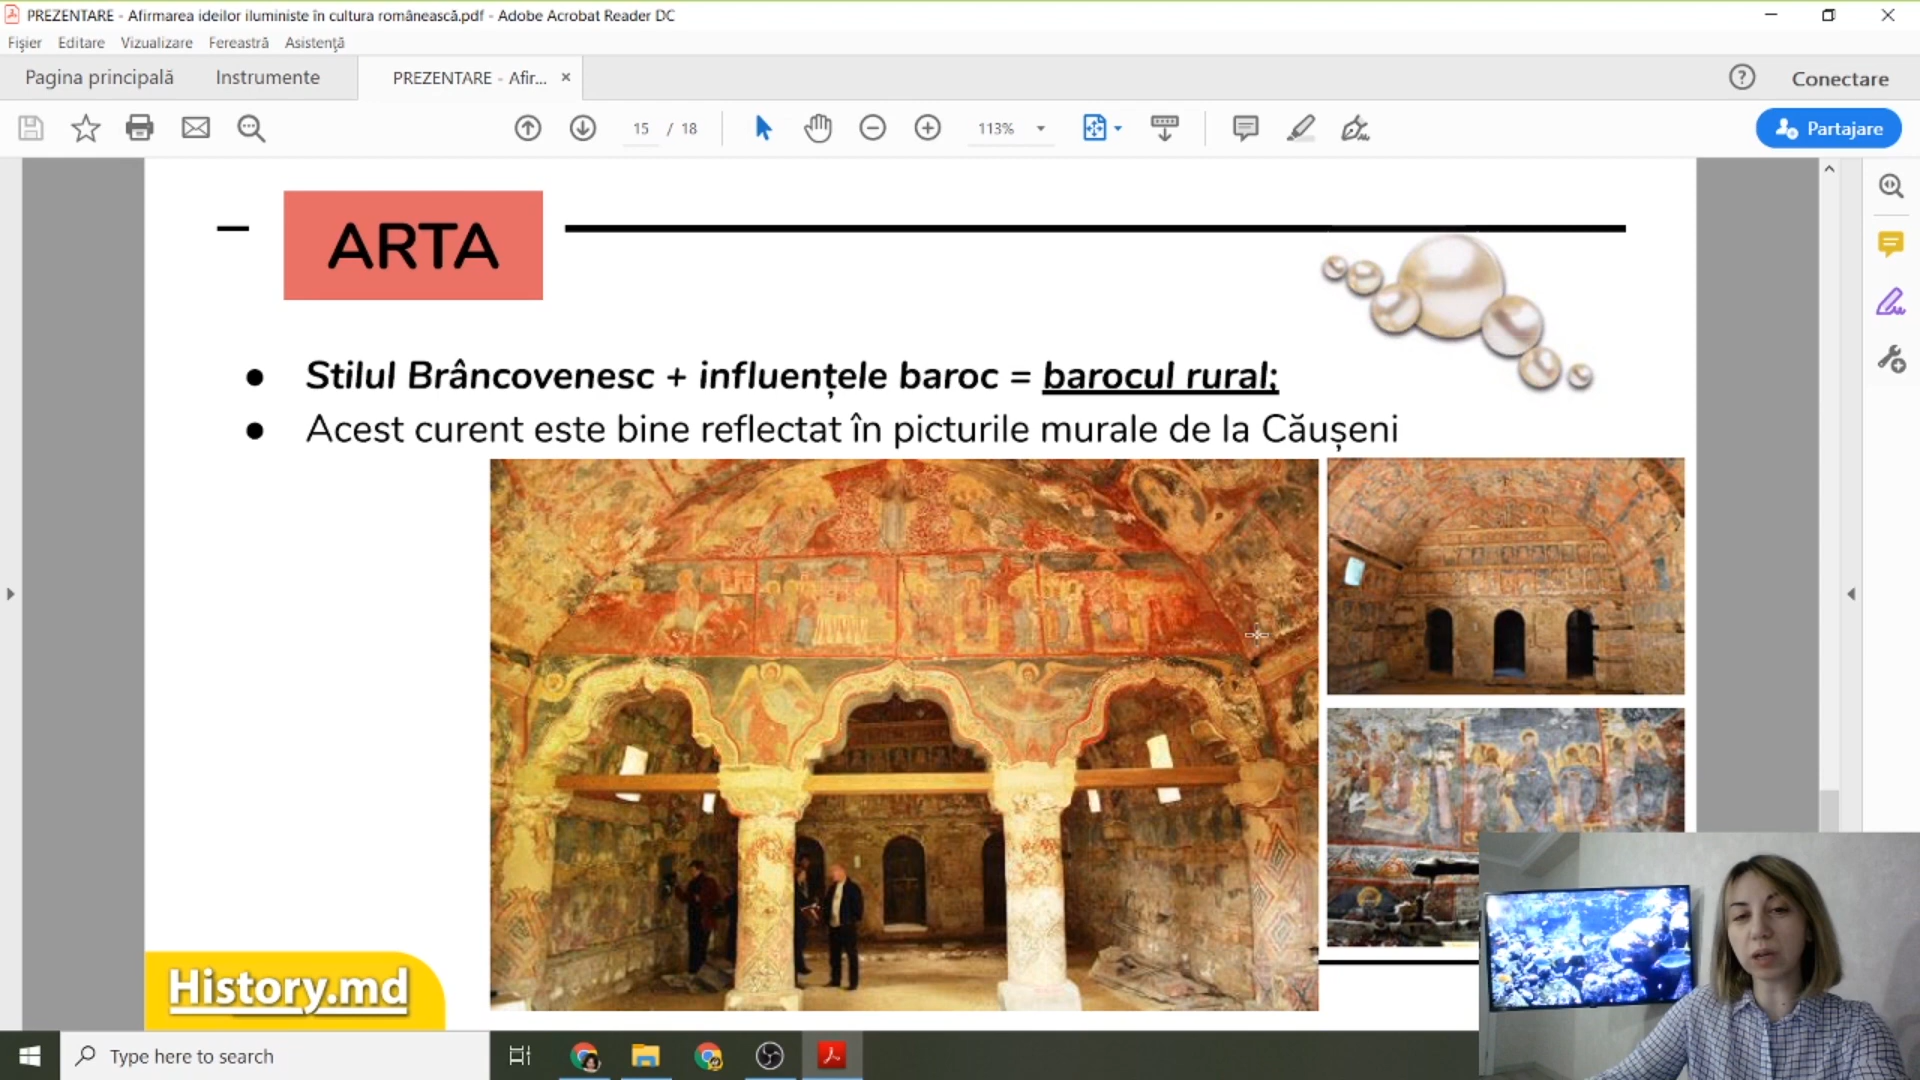 PREZENTARE - Afirmarea ideilor iluministe în cultura românească.pdf - Adobe Acrobat Reader DC
Fișier Editare Vizualizare Fereastră Asistență
Pagina principală Instrumente PREZENTARE - Afir... × Conectare
15 / 18 113% Partajare
ARTA
● Stilul Brâncovenesc + influențele baroc = barocul rural;
● Acest curent este bine reflectat în picturile murale de la Căușeni
History.md
Type here to search